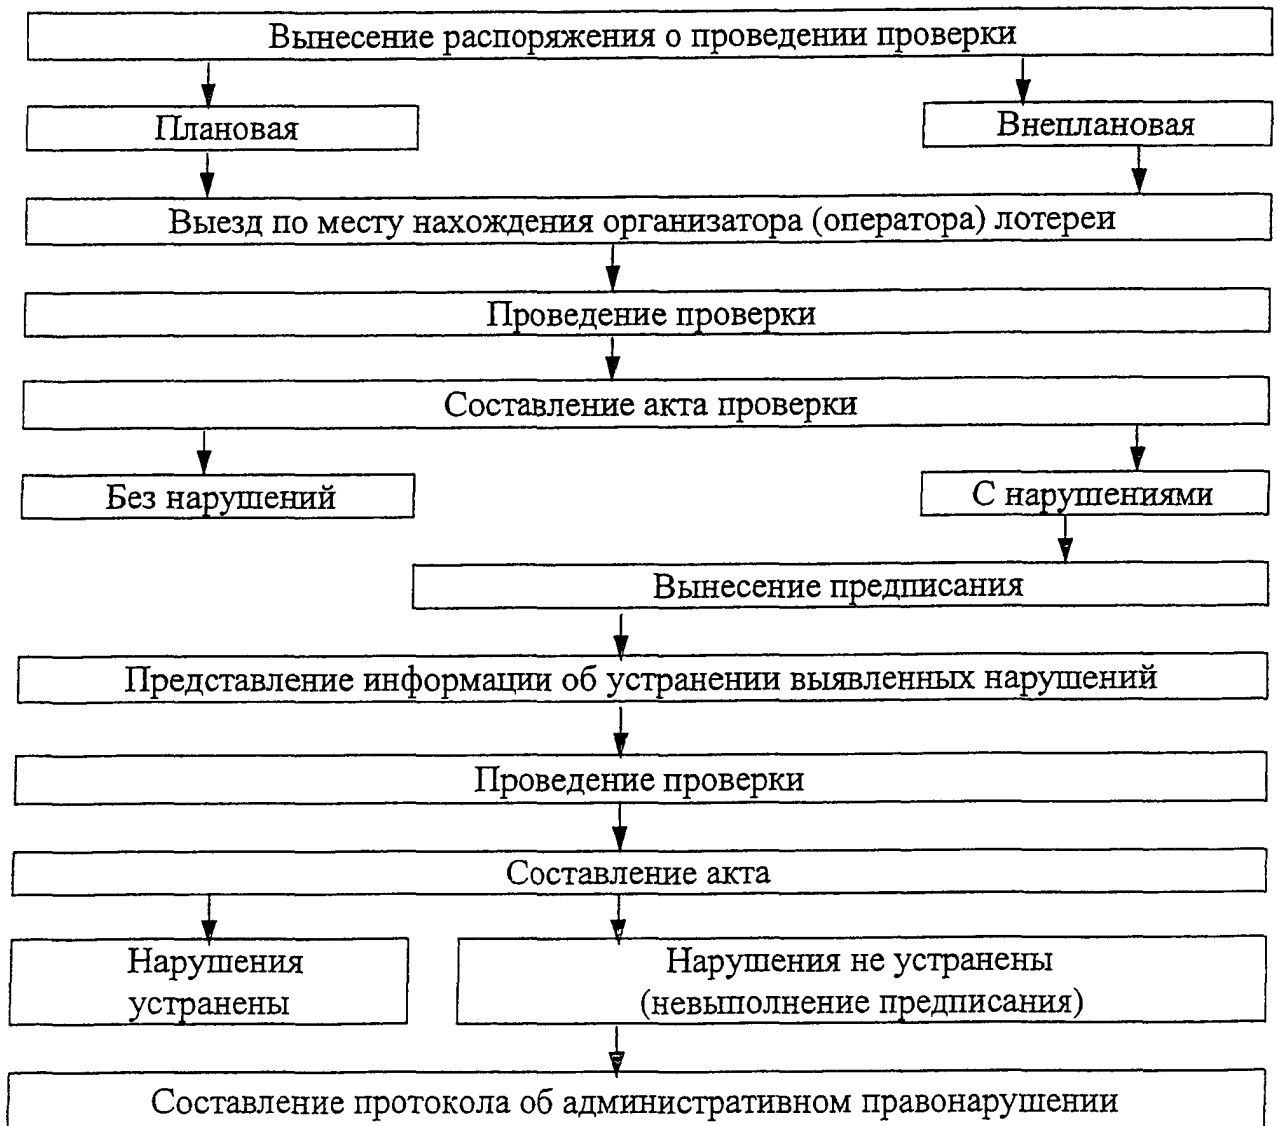 Вынесение распоряжения о проведении проверки
Плановая
Внеплановая
Выезд по месту нахождения организатора (оператора) лотереи
Проведение проверки
Составление акта проверки
Без нарушений
С нарушениями
Вынесение предписания
Представление информации об устранении выявленных нарушений
Проведение проверки
Составление акта
Нарушения
устранены
Нарушения не устранены
(невыполнение предписания)
Составление протокола об административном правонарушении